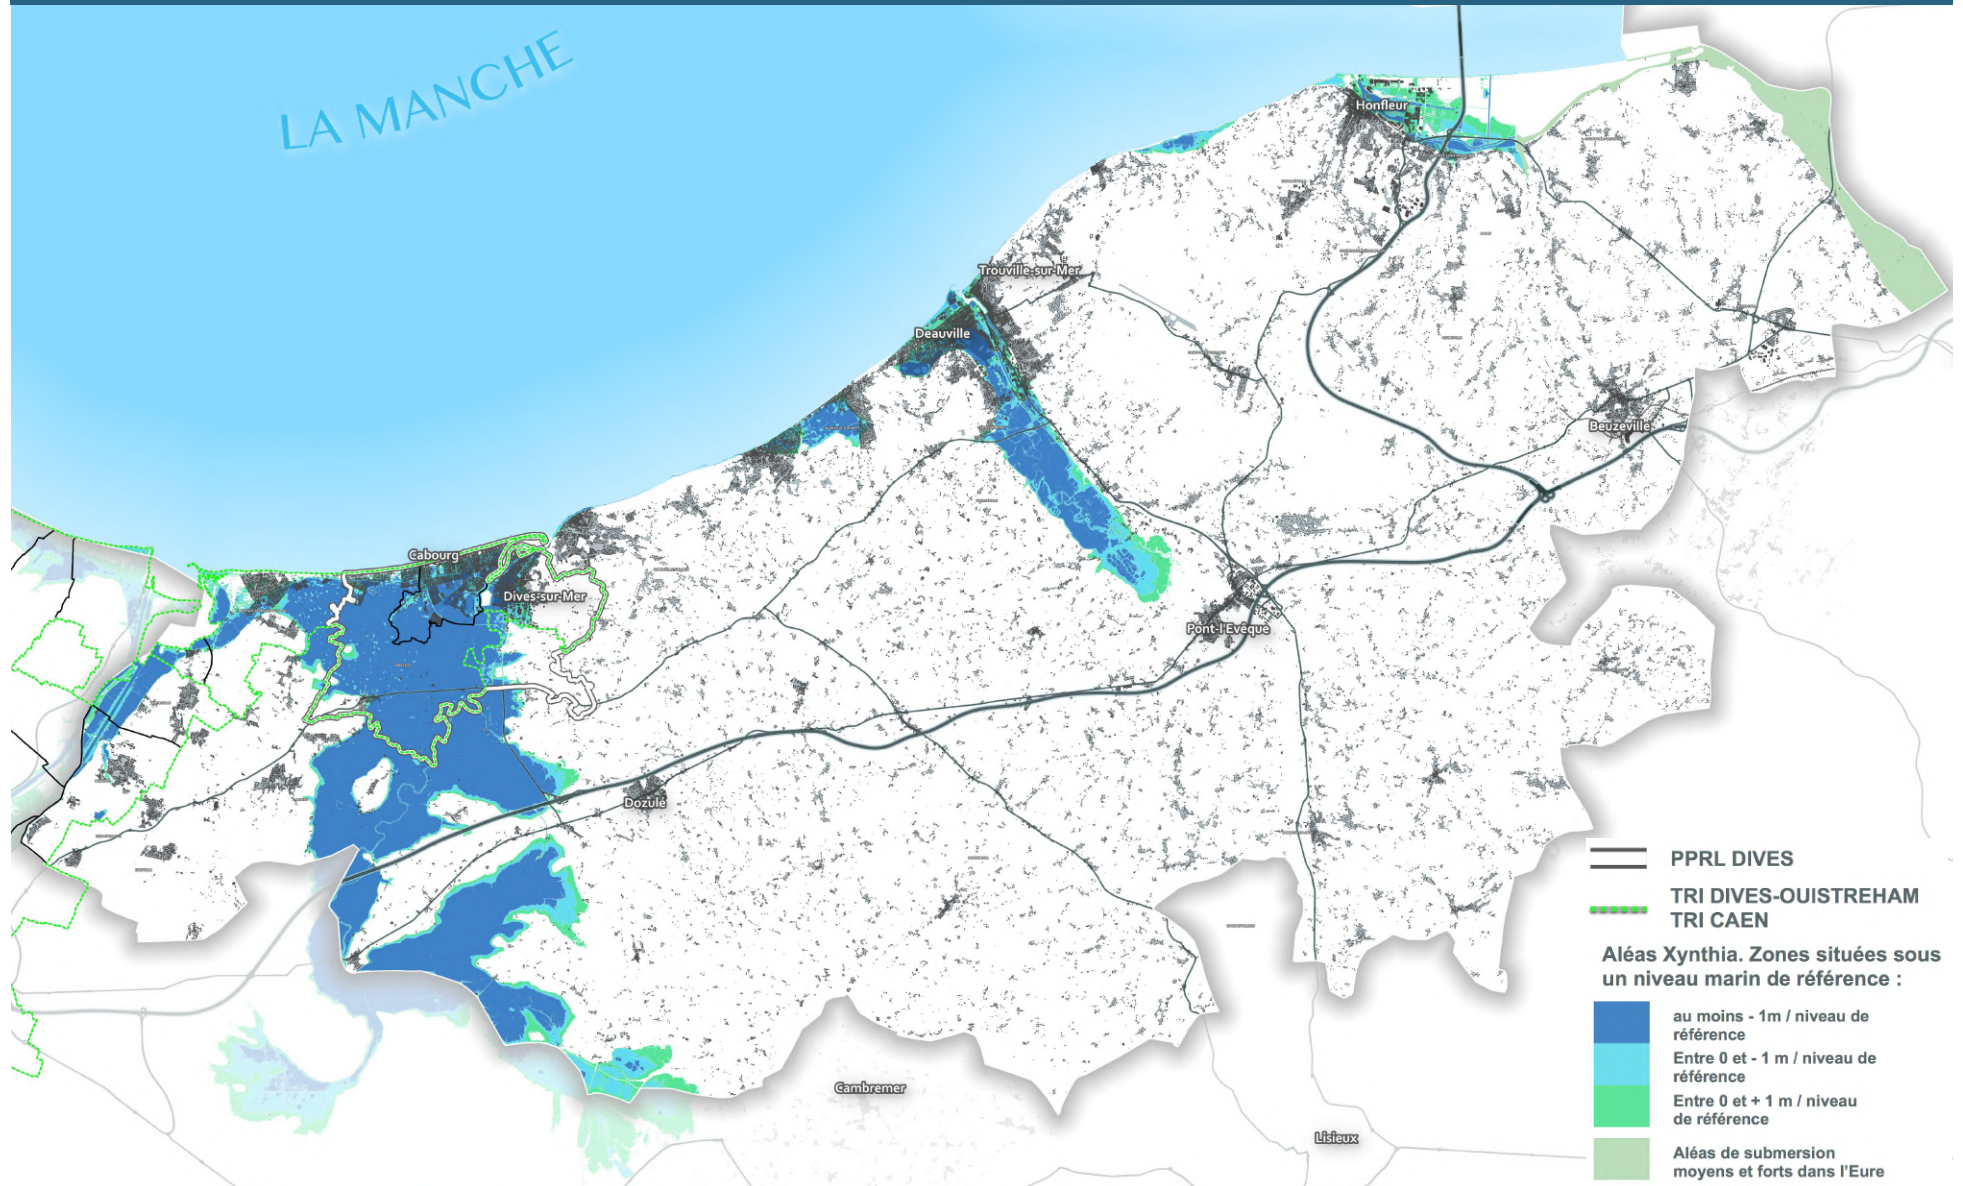 LA MANCHE
Honfleur
Trouville-sur-Mer
Deauville
Beuzeville
Cabourg
Dives-sur-Mer
Pont-l'Evêque
Dozulé
Cambremer
Lisieux
PPRL DIVES
TRI DIVES-OUISTREHAM
TRI CAEN
Aléas Xynthia. Zones situées sous
un niveau marin de référence :
au moins - 1m / niveau de
référence
Entre 0 et - 1 m / niveau de
référence
Entre 0 et + 1 m / niveau
de référence
Aléas de submersion
moyens et forts dans l'Eure